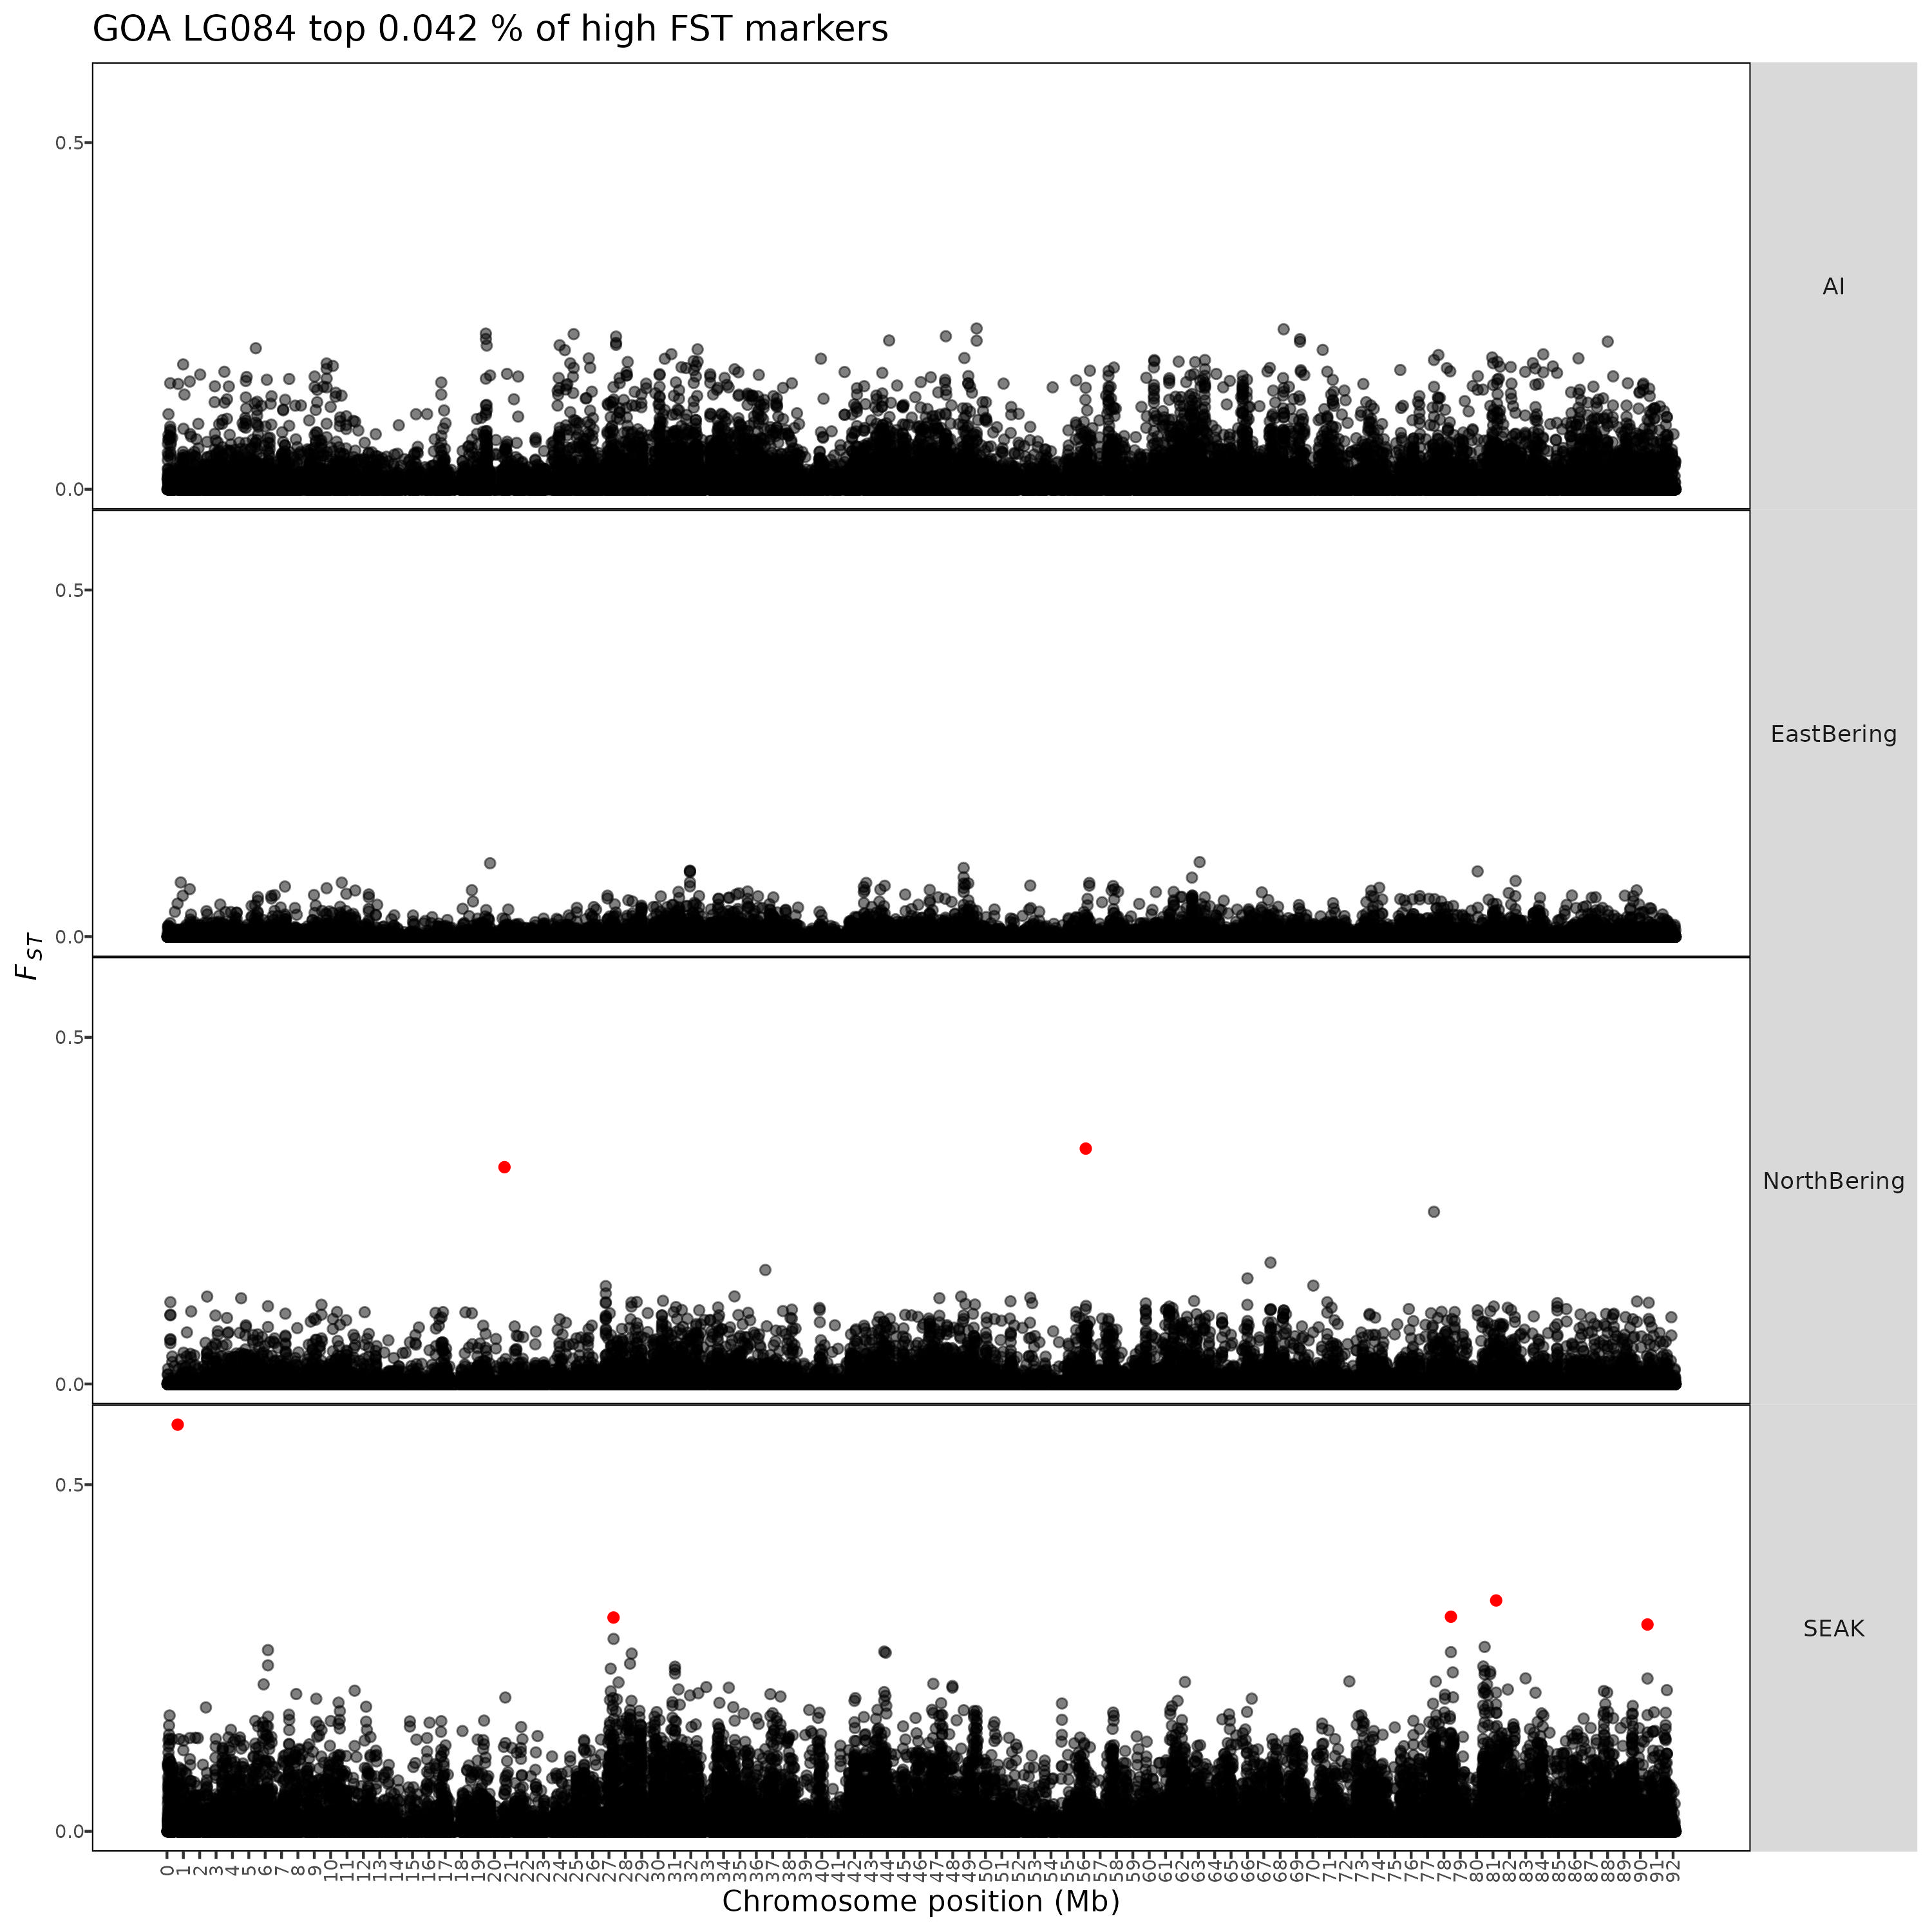 GOA LG084 top 0.042 % of high FST markers
0.5
0.0
AI
0.5
0.0
EastBering
FST
0.5
0.0
NorthBering
0.5
0.0
SEAK
0 1 2 3 4 5 6 7 8 9 10 11 12 13 14 15 16 17 18 19 20 21 22 23 24 25 26 27 28 29 30 31 32 33 34 35 36 37 38 39 40 41 42 43 44 45 46 47 48 49 50 51 52 53 54 55 56 57 58 59 60 61 62 63 64 65 66 67 68 69 70 71 72 73 74 75 76 77 78 79 80 81 82 83 84 85 86 87 88 89 90 91 92
Chromosome position (Mb)